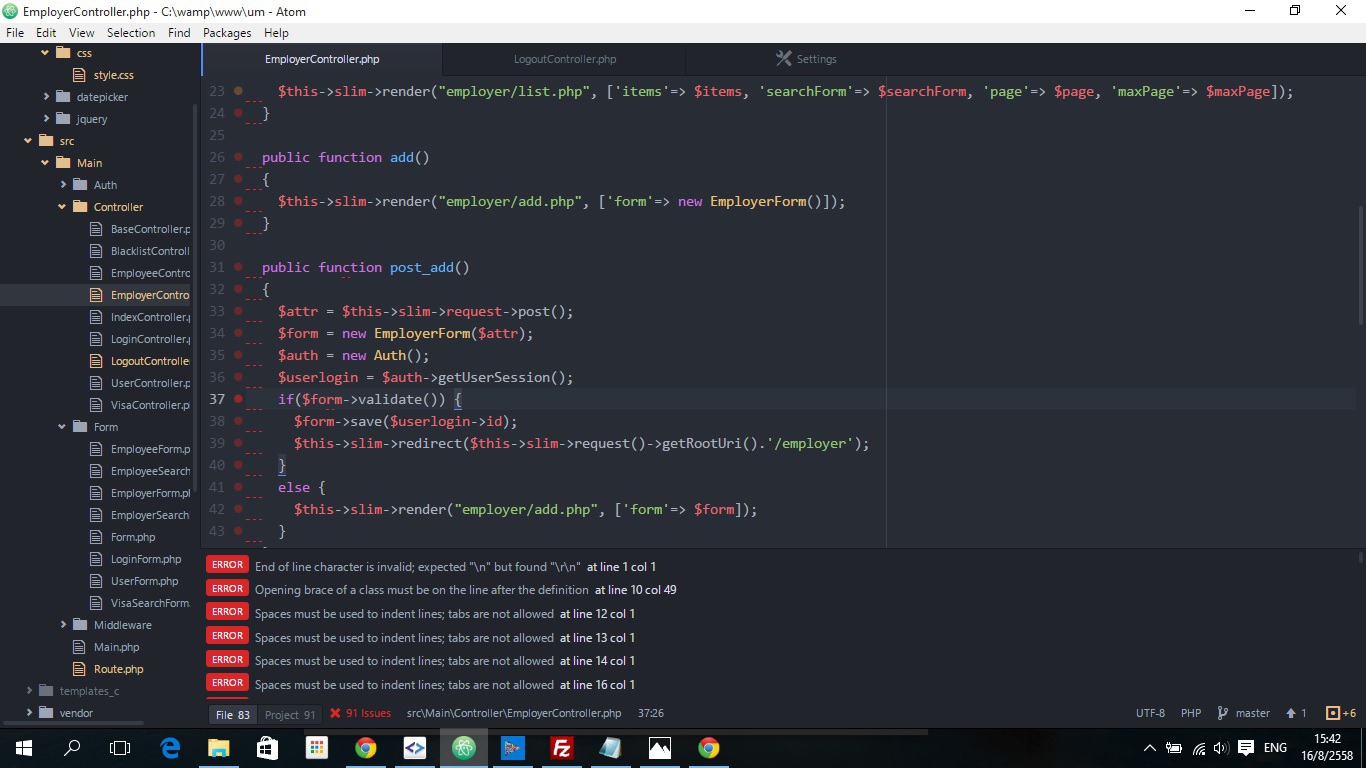 EmployerController.php - C:\wamp\www\um - Atom
File Edit View Selection Find Packages Help
css
style.css
datepicker
jquery
src
Main
Auth
Controller
BaseController.p
BlacklistControll
EmployeeContro
EmployerContro
IndexController.p
LoginController.p
LogoutControlle
UserController.p
VisaController.p
Form
EmployeeForm.p
EmployeeSearch
EmployerForm.p
EmployerSearch
Form.php
LoginForm.php
UserForm.php
VisaSearchForm.
Middleware
Main.php
Route.php
templates_c
vendor
EmployerController.php LogoutController.php Settings
23 $this->slim->render("employer/list.php", ['items'=> $items, 'searchForm'=> $searchForm, 'page'=> $page, 'maxPage'=> $maxPage]);
24 }
25
26 public function add()
27 {
28 $this->slim->render("employer/add.php", ['form'=> new EmployerForm()]);
29 }
30
31 public function post_add()
32 {
33 $attr = $this->slim->request->post();
34 $form = new EmployerForm($attr);
35 $auth = new Auth();
36 $userlogin = $auth->getUserSession();
37 if($form->validate()) {
38 $form->save($userlogin->id);
39 $this->slim->redirect($this->slim->request()->getRootUri().'/employer');
40 }
41 else {
42 $this->slim->render("employer/add.php", ['form'=> $form]);
43 }
ERROR End of line character is invalid; expected "\n" but found "\r\n" at line 1 col 1
ERROR Opening brace of a class must be on the line after the definition at line 10 col 49
ERROR Spaces must be used to indent lines; tabs are not allowed at line 12 col 1
ERROR Spaces must be used to indent lines; tabs are not allowed at line 13 col 1
ERROR Spaces must be used to indent lines; tabs are not allowed at line 14 col 1
ERROR Spaces must be used to indent lines; tabs are not allowed at line 16 col 1
File 83 Project 91 91 Issues src\Main\Controller\EmployerController.php 37:26 UTF-8 PHP master 1 +6
ENG 15:42
16/8/2558